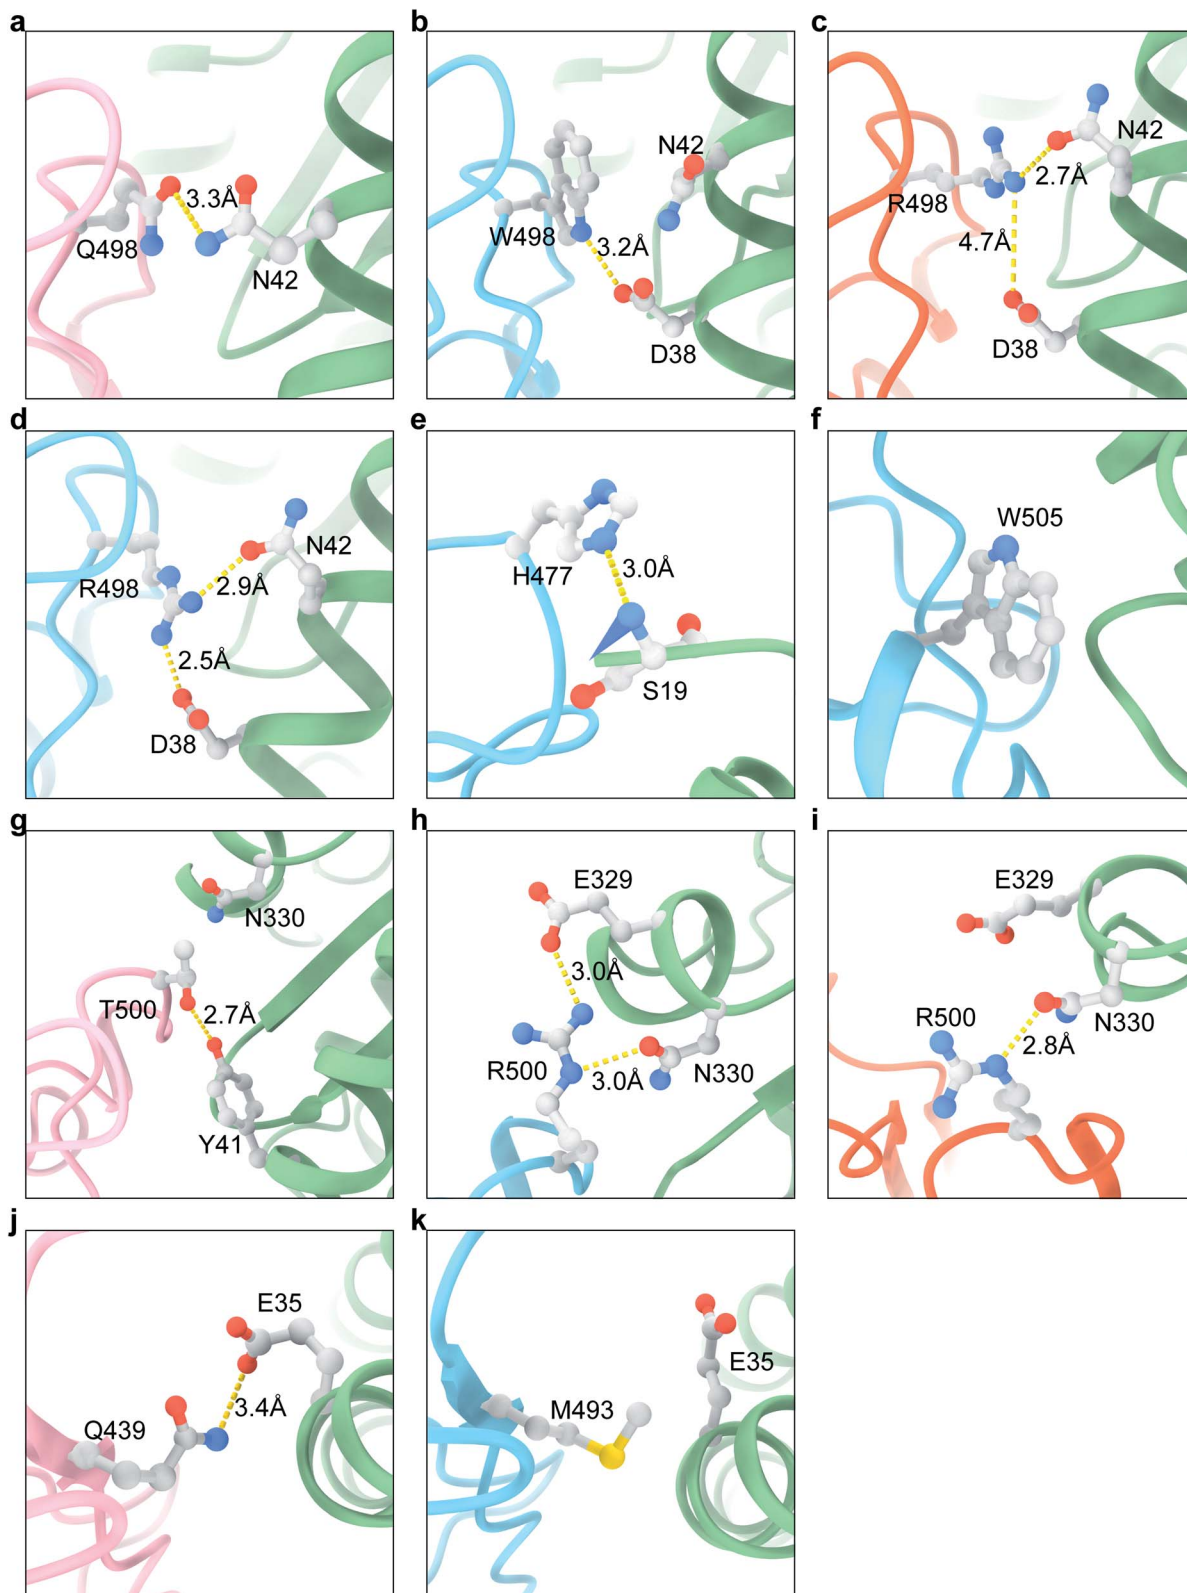 a
Q498
3.3Å
N42
b
N42
W498
3.2Å
D38
c
N42
R498
2.7Å
4.7Å
D38
d
N42
R498
2.9Å
2.5Å
D38
e
H477
3.0Å
S19
f
W505
g
N330
T500
2.7Å
Y41
h
E329
3.0Å
R500
3.0Å
N330
i
E329
R500
N330
2.8Å
j
E35
3.4Å
Q439
k
E35
M493